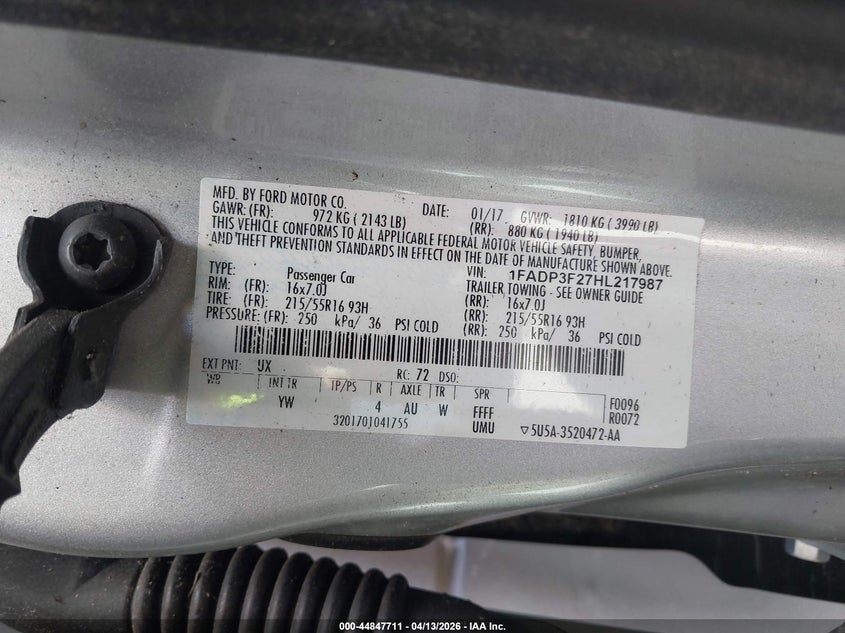 MFD. BY FORD MOTOR CO. DATE: 01/17 GVWR: 1810 KG ( 3990 LB)
GAWR: (FR): 972 KG ( 2143 LB) (RR): 880 KG ( 1940 LB)
THIS VEHICLE CONFORMS TO ALL APPLICABLE FEDERAL MOTOR VEHICLE SAFETY, BUMPER,
AND THEFT PREVENTION STANDARDS IN EFFECT ON THE DATE OF MANUFACTURE SHOWN ABOVE.
VIN: 1FADP3F27HL217987
TYPE: Passenger Car TRAILER TOWING - SEE OWNER GUIDE
RIM: (FR) 16x7.0J (RR): 16x7.0J
TIRE: (FR) 215/55R16 93H (RR): 215/55R16 93H
PRESSURE: (FR): 250 kPa/ 36 PSI COLD (RR): 250 kPa/ 36 PSI COLD
EXT PNT: UX RC: 72 DSO:
WB INT TR TP/PS R AXLE TR SPR
YW 4 AU W FFFF F0096
UMU R0072
3201701041755 ▽5U5A-3520472-AA
000-44847711 - 04/13/2026 - IAA Inc.